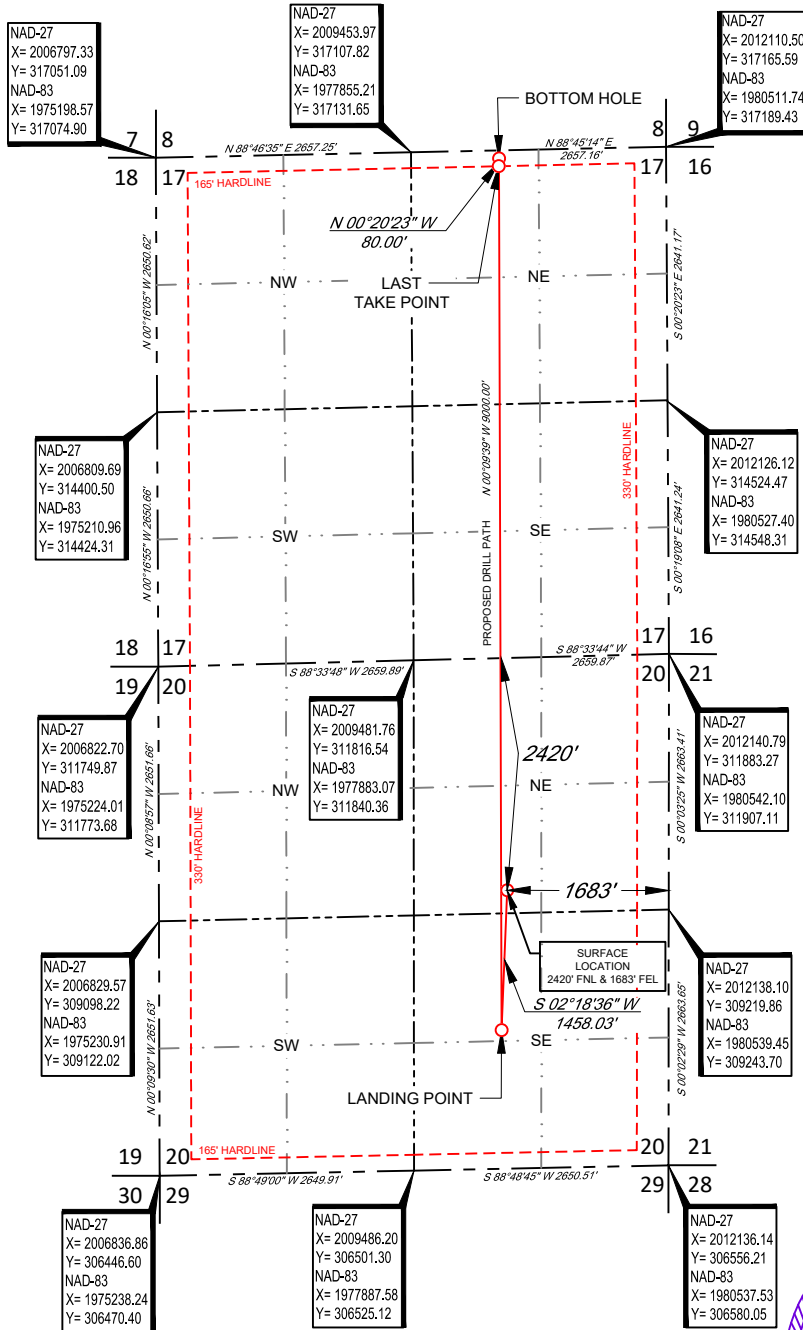 NAD-27
X= 2006797.33
Y= 317051.09
NAD-83
X= 1975198.57
Y= 317074.90
NAD-27
X= 2009453.97
Y= 317107.82
NAD-83
X= 1977855.21
Y= 317131.65
NAD-27
X= 2012110.50
Y= 317165.59
NAD-83
X= 1980511.74
Y= 317189.43
BOTTOM HOLE
7 8
18 17
N 88°46'35" E 2657.25'
N 88°45'14" E
2657.16'
8 9
17 16
165' HARDLINE
N 00°20'23" W
80.00'
LAST
TAKE POINT
NW
NE
N 00°16'05" W 2650.62'
S 00°20'23" E 2641.17'
N 00°09'39" W 9000.00'
330' HARDLINE
NAD-27
X= 2006809.69
Y= 314400.50
NAD-83
X= 1975210.96
Y= 314424.31
NAD-27
X= 2012126.12
Y= 314524.47
NAD-83
X= 1980527.40
Y= 314548.31
SW
SE
N 00°16'55" W 2650.66'
PROPOSED DRILL PATH
S 00°19'08" E 2641.24'
18 17
19 20
S 88°33'48" W 2659.89'
S 88°33'44" W
2659.87'
17 16
20 21
NAD-27
X= 2006822.70
Y= 311749.87
NAD-83
X= 1975224.01
Y= 311773.68
NAD-27
X= 2009481.76
Y= 311816.54
NAD-83
X= 1977883.07
Y= 311840.36
NAD-27
X= 2012140.79
Y= 311883.27
NAD-83
X= 1980542.10
Y= 311907.11
2420'
NW
NE
N 00°08'57" W 2651.66'
S 00°03'25" W 2663.41'
330' HARDLINE
1683'
SURFACE
LOCATION
2420' FNL & 1683' FEL
NAD-27
X= 2006829.57
Y= 309098.22
NAD-83
X= 1975230.91
Y= 309122.02
NAD-27
X= 2012138.10
Y= 309219.86
NAD-83
X= 1980539.45
Y= 309243.70
S 02°18'36" W
1458.03'
SW
SE
N 00°09'30" W 2651.63'
S 00°02'29" W 2663.65'
LANDING POINT
165' HARDLINE
19 20
30 29
S 88°49'00" W 2649.91'
S 88°48'45" W 2650.51'
20 21
29 28
NAD-27
X= 2006836.86
Y= 306446.60
NAD-83
X= 1975238.24
Y= 306470.40
NAD-27
X= 2009486.20
Y= 306501.30
NAD-83
X= 1977887.58
Y= 306525.12
NAD-27
X= 2012136.14
Y= 306556.21
NAD-83
X= 1980537.53
Y= 306580.05